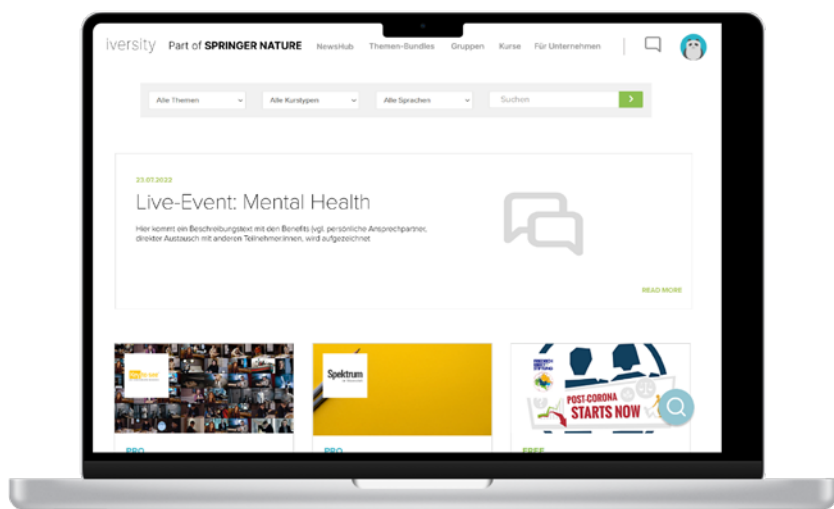 iversity Part of SPRINGER NATURE NewsHub Themen-Bundles Gruppen Kurse Für Unternehmen
Alle Themen Alle Kurstypen Alle Sprachen Suchen
23.07.2022
Live-Event: Mental Health
Hier kommt ein Beschreibungstext mit den Benefits (vgl. persönliche Ansprechpartner,
direkter Austausch mit anderen Teilnehmer:innen, wird aufgezeichnet
READ MORE
Spektrum
POST-CORONA
STARTS NOW
PRO PRO FREE